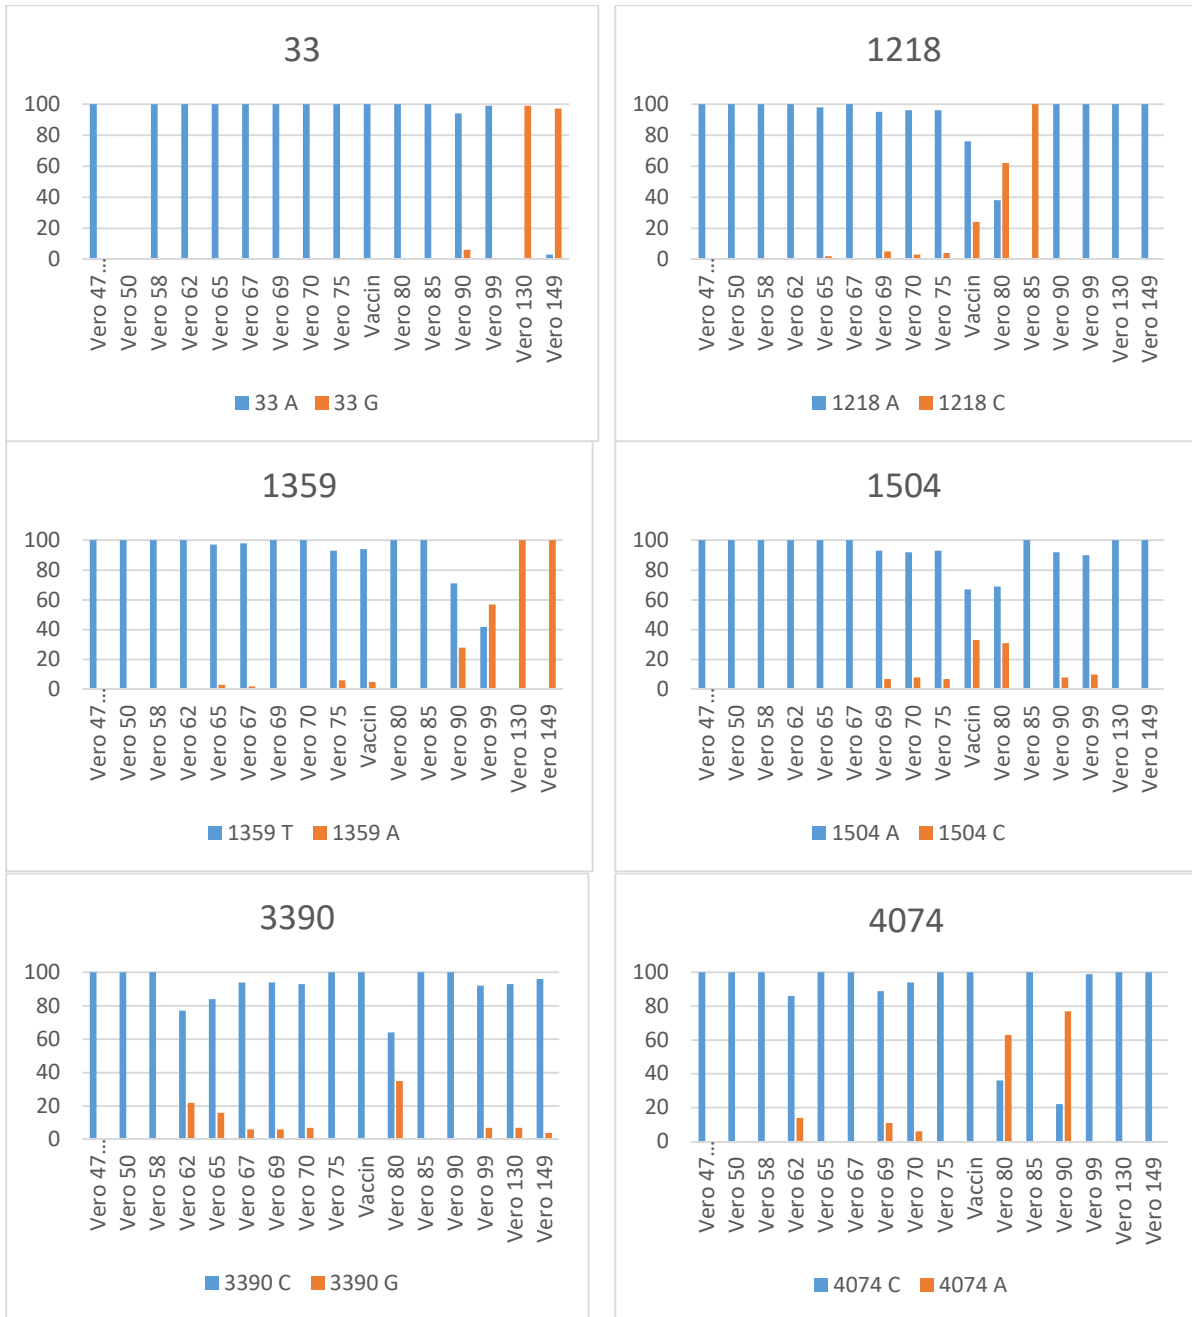 33
100
80
60
40
20
0
Vero 47...
Vero 50
Vero 58
Vero 62
Vero 65
Vero 67
Vero 69
Vero 70
Vero 75
Vaccin
Vero 80
Vero 85
Vero 90
Vero 99
Vero 130
Vero 149
33 A 33 G
1218
100
80
60
40
20
0
Vero 47...
Vero 50
Vero 58
Vero 62
Vero 65
Vero 67
Vero 69
Vero 70
Vero 75
Vaccin
Vero 80
Vero 85
Vero 90
Vero 99
Vero 130
Vero 149
1218 A 1218 C
1359
100
80
60
40
20
0
Vero 47...
Vero 50
Vero 58
Vero 62
Vero 65
Vero 67
Vero 69
Vero 70
Vero 75
Vaccin
Vero 80
Vero 85
Vero 90
Vero 99
Vero 130
Vero 149
1359 T 1359 A
1504
100
80
60
40
20
0
Vero 47...
Vero 50
Vero 58
Vero 62
Vero 65
Vero 67
Vero 69
Vero 70
Vero 75
Vaccin
Vero 80
Vero 85
Vero 90
Vero 99
Vero 130
Vero 149
1504 A 1504 C
3390
100
80
60
40
20
0
Vero 47...
Vero 50
Vero 58
Vero 62
Vero 65
Vero 67
Vero 69
Vero 70
Vero 75
Vaccin
Vero 80
Vero 85
Vero 90
Vero 99
Vero 130
Vero 149
3390 C 3390 G
4074
100
80
60
40
20
0
Vero 47...
Vero 50
Vero 58
Vero 62
Vero 65
Vero 67
Vero 69
Vero 70
Vero 75
Vaccin
Vero 80
Vero 85
Vero 90
Vero 99
Vero 130
Vero 149
4074 C 4074 A